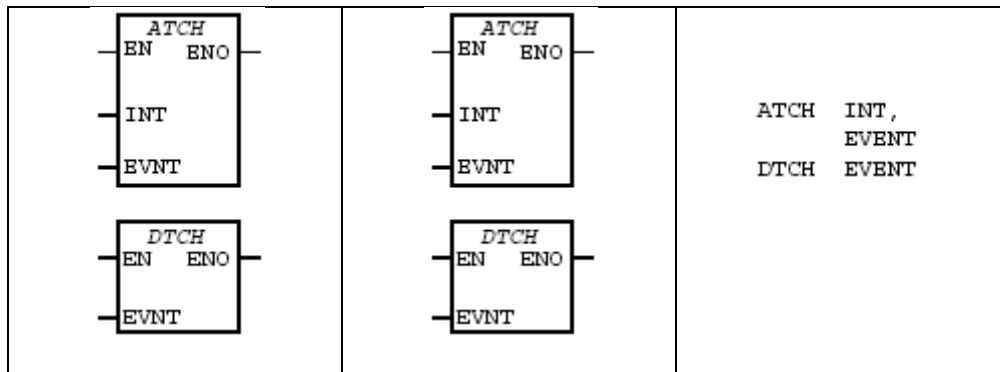 ATCH
EN ENO
INT
EVNT
DTCH
EN ENO
EVNT
ATCH
EN ENO
INT
EVNT
DTCH
EN ENO
EVNT
ATCH INT,
EVENT
DTCH EVENT